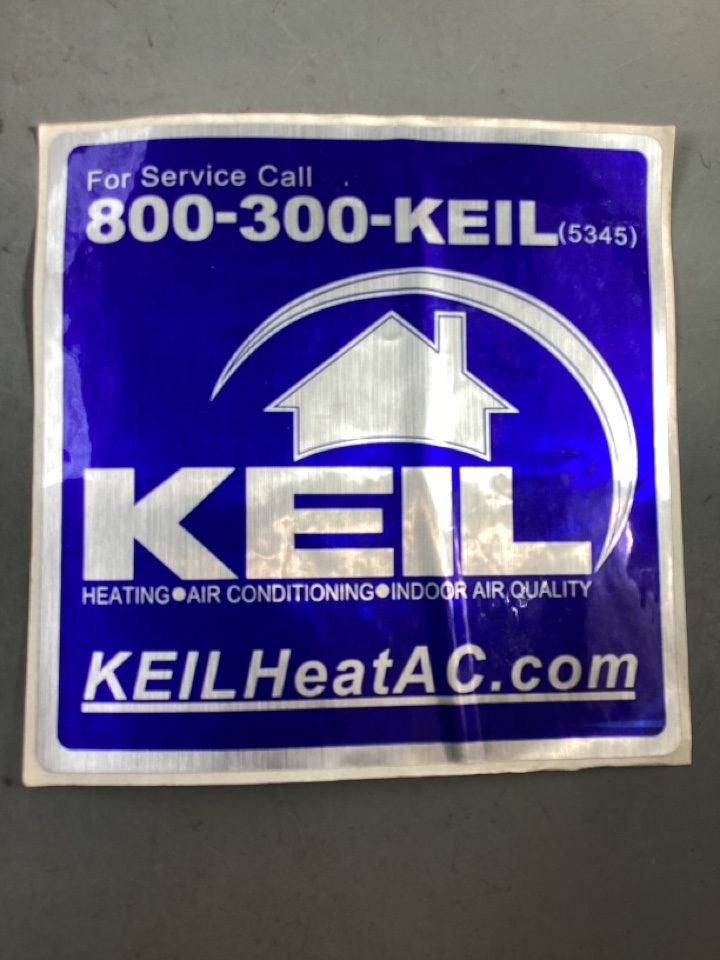 For Service Call
800-300-KEIL(5345)
KEIL
HEATING●AIR CONDITIONING●INDOOR AIR QUALITY
KEILHeatAC.com